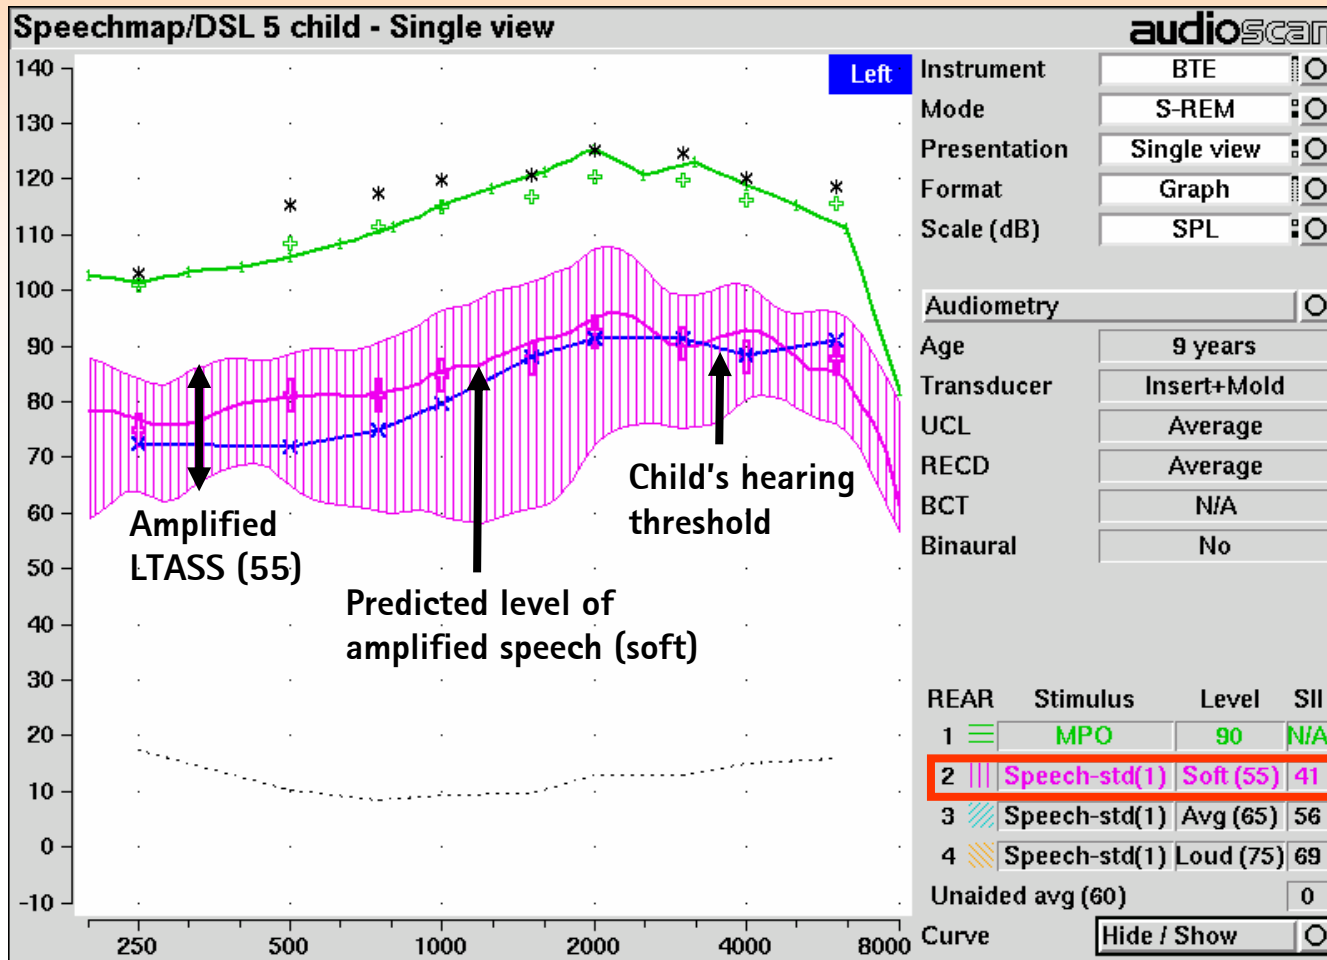 Speechmap/DSL 5 child - Single view
audioscan
140
130
120
110
100
90
80
70
60
50
40
30
20
10
0
-10
Left
Child's hearing
threshold
Amplified
LTASS (55)
Predicted level of
amplified speech (soft)
250 500 1000 2000 4000 8000
Instrument BTE
Mode S-REM
Presentation Single view
Format Graph
Scale (dB) SPL
Audiometry
Age 9 years
Transducer Insert+Mold
UCL Average
RECD Average
BCT N/A
Binaural No
REAR Stimulus Level SII
1 MPO 90 N/A
2 Speech-std(1) Soft (55) 41
3 Speech-std(1) Avg (65) 56
4 Speech-std(1) Loud (75) 69
Unaided avg (60) 0
Curve Hide / Show